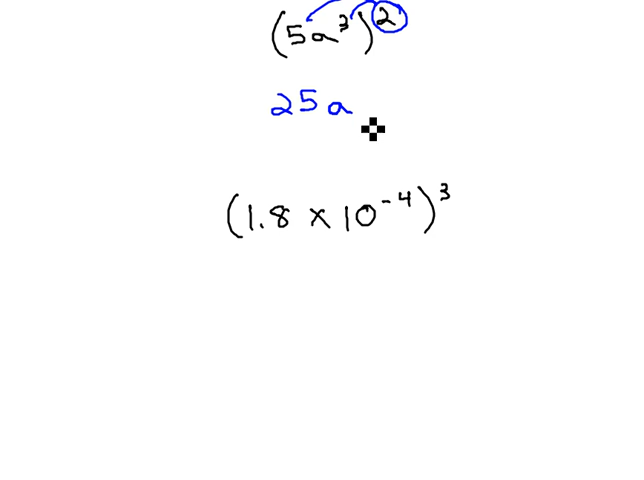 (5a³)²
25a
(1.8 × 10⁻⁴)³